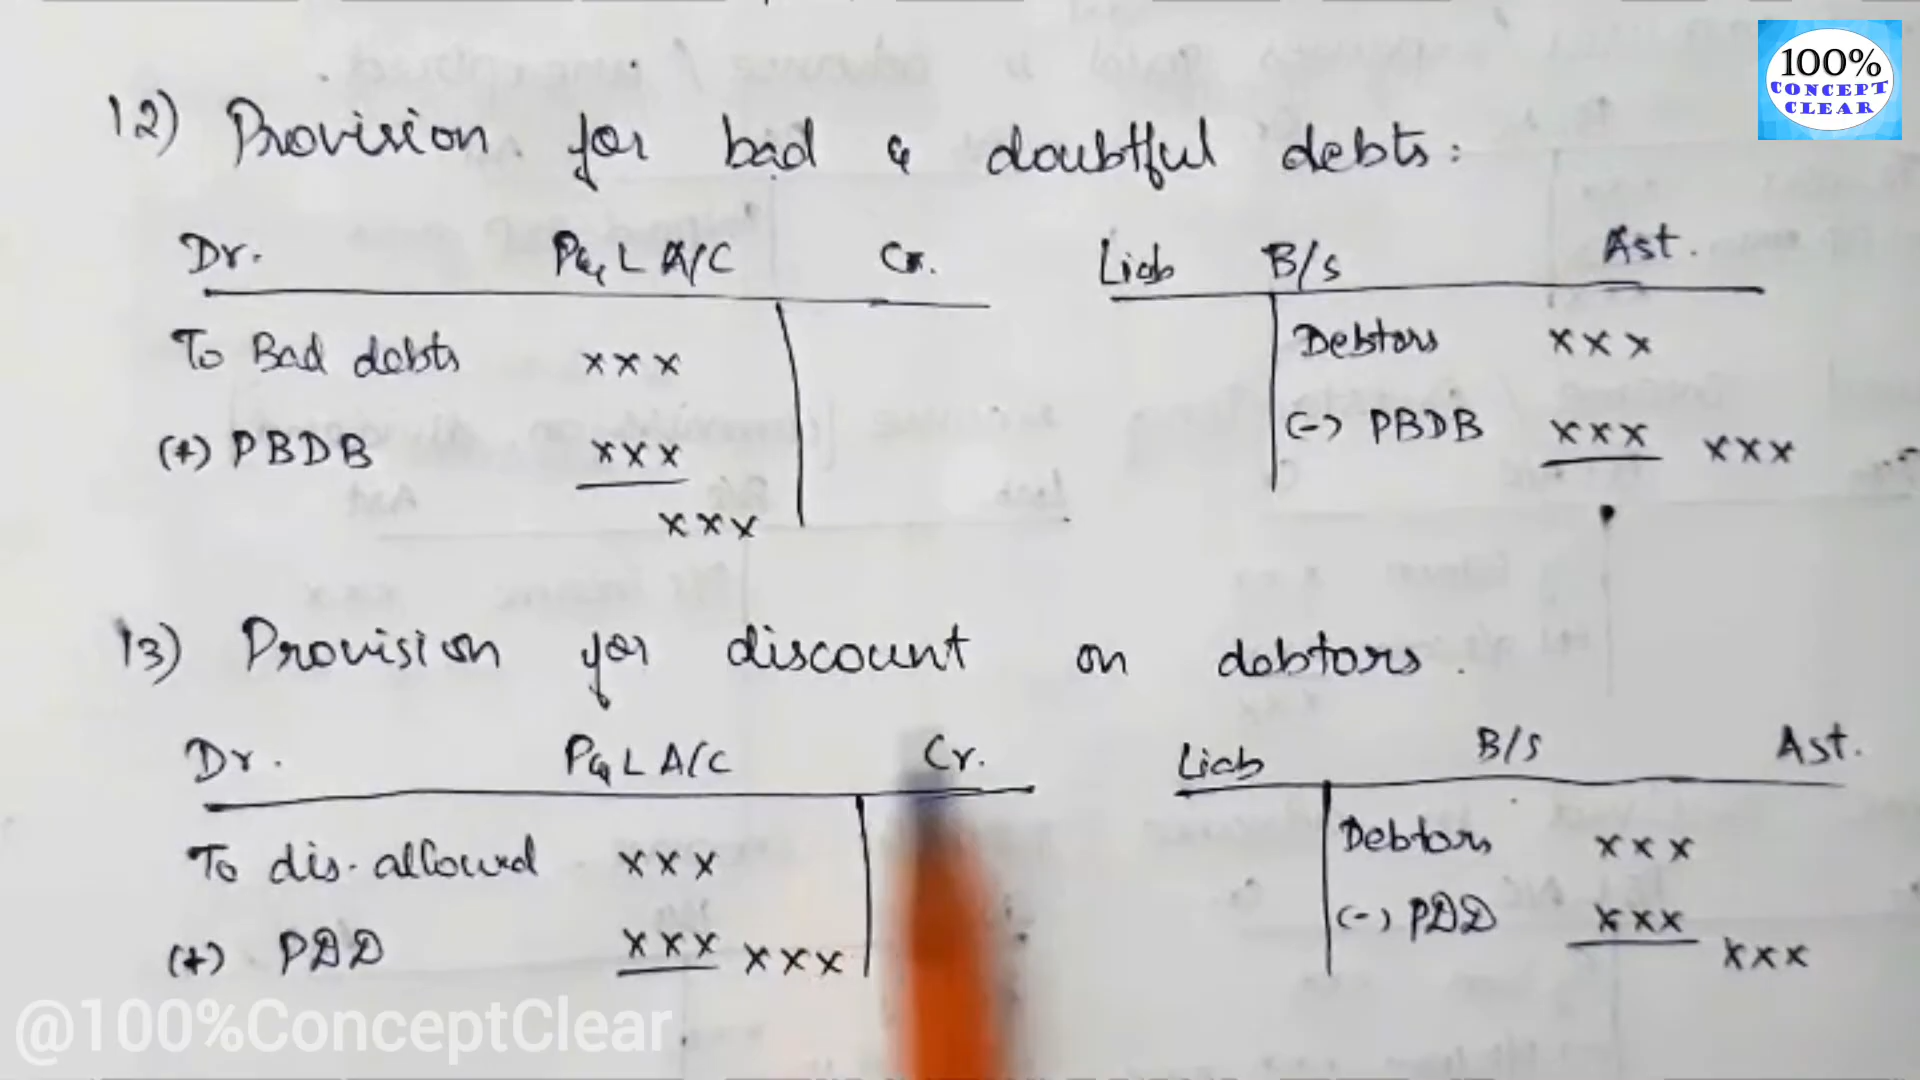 100%
CONCEPT
CLEAR
12) Provision for bad & doubtful debts:
Dr. P&L A/C Cr. Liab B/S Ast.
To Bad debts xxx Debtors xxx
(+) PBDB xxx (-) PBDB xxx xxx
xxx
13) Provision for discount on debtors.
Dr. P&L A/C Cr. Liab B/S Ast.
To dis. allowed xxx Debtors xxx
(+) PDD xxx xxx (-) PDD xxx xxx
@100%ConceptClear